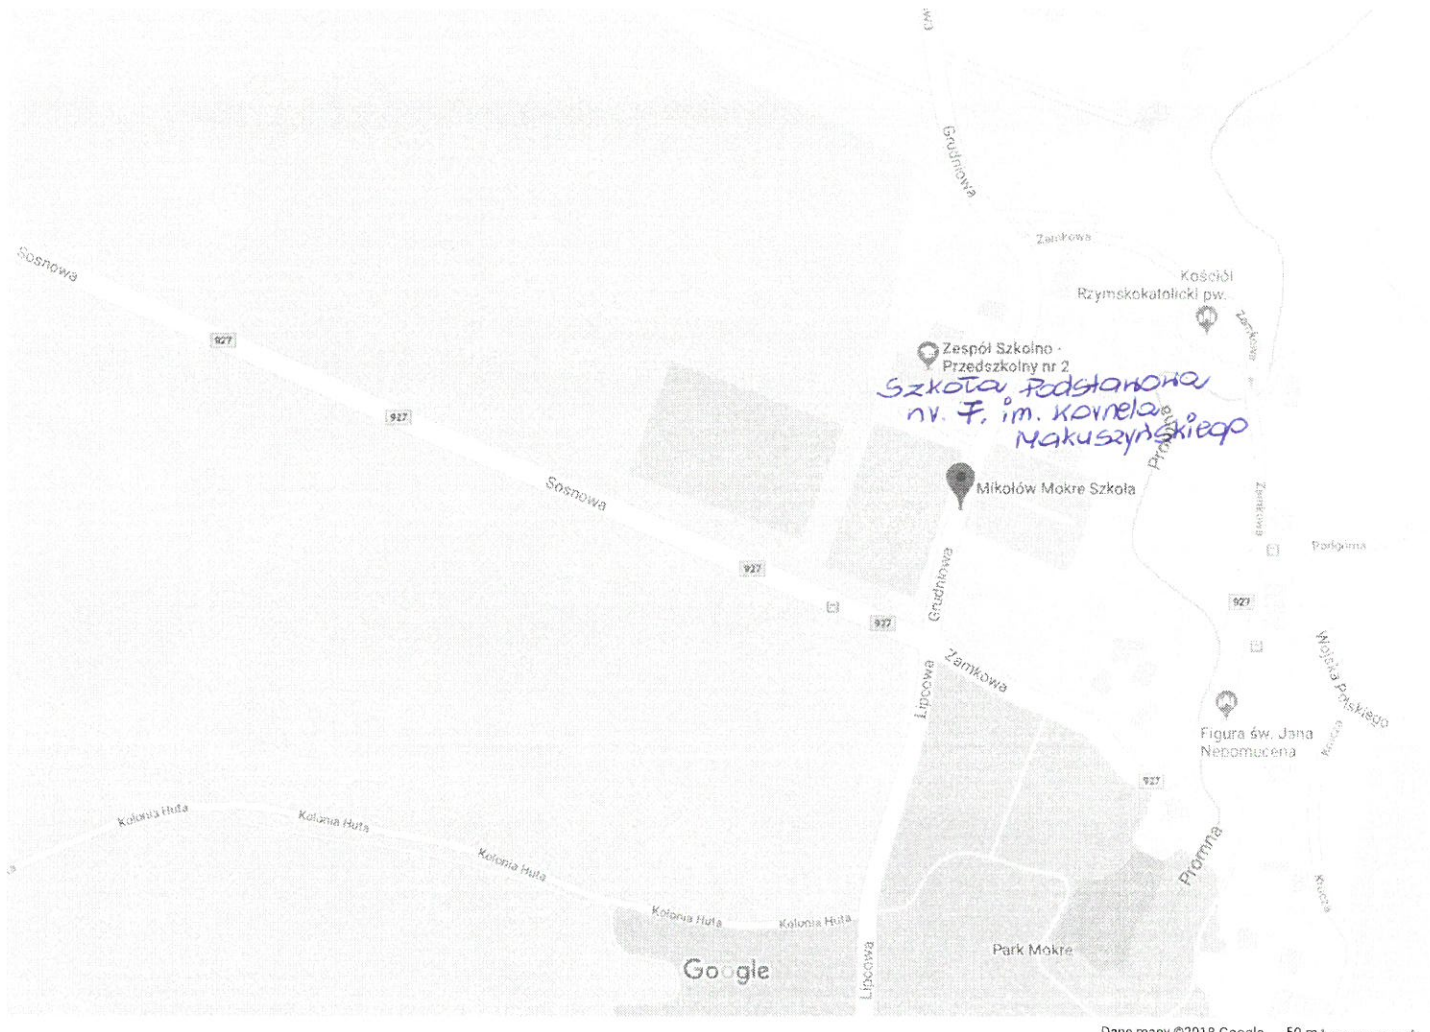 Grudniowa
Zamkowa
Sosnowa
Kościół
Rzymskokatolicki pw.
Zamkowa
927
Zespół Szkolno -
Przedszkolny nr 2
Szkoła Podstawowa
nr. 7, im. Kornela
Makuszyńskiego
927
Promna
Sosnowa
Mikołów Mokre Szkoła
Zamkowa
927
Grudniowa
927
927
Zamkowa
Lipcowa
Wojska Polskiego
Figura św. Jana
Nepomucena
Krucza
927
Kolonia Huta
Kolonia Huta
Kolonia Huta
Promna
Kolonia Huta
Kolonia Huta
Krucza
Park Mokre
Lipcowa
Google
Dane mapy ©2018 Google
50 m